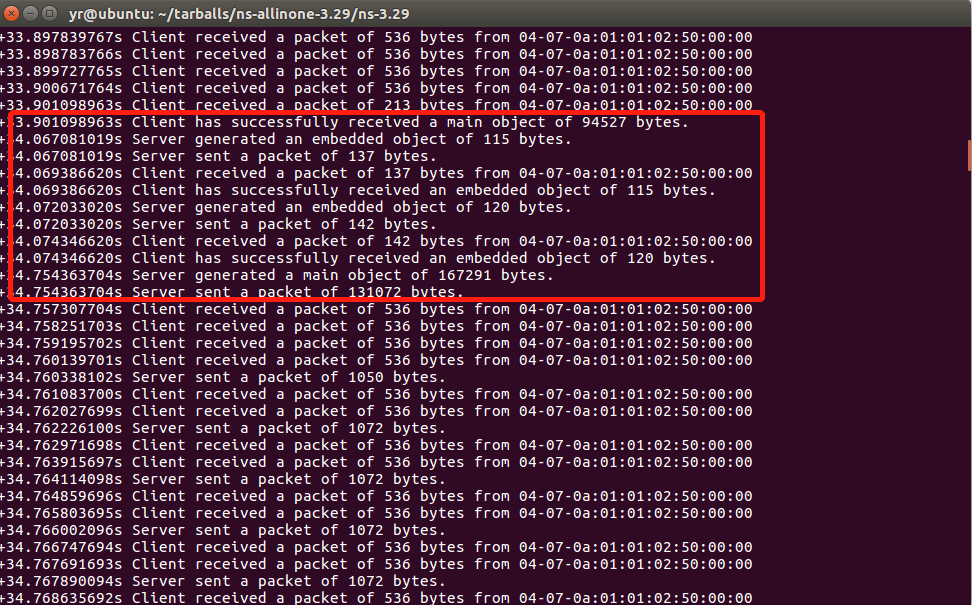 yr@ubuntu: ~/tarballs/ns-allinone-3.29/ns-3.29
+33.897839767s Client received a packet of 536 bytes from 04-07-0a:01:01:02:50:00:00
+33.898783766s Client received a packet of 536 bytes from 04-07-0a:01:01:02:50:00:00
+33.899727765s Client received a packet of 536 bytes from 04-07-0a:01:01:02:50:00:00
+33.900671764s Client received a packet of 536 bytes from 04-07-0a:01:01:02:50:00:00
+33.901098963s Client received a packet of 213 bytes from 04-07-0a:01:01:02:50:00:00
+33.901098963s Client has successfully received a main object of 94527 bytes.
+34.067081019s Server generated an embedded object of 115 bytes.
+34.067081019s Server sent a packet of 137 bytes.
+34.069386620s Client received a packet of 137 bytes from 04-07-0a:01:01:02:50:00:00
+34.069386620s Client has successfully received an embedded object of 115 bytes.
+34.072033020s Server generated an embedded object of 120 bytes.
+34.072033020s Server sent a packet of 142 bytes.
+34.074346620s Client received a packet of 142 bytes from 04-07-0a:01:01:02:50:00:00
+34.074346620s Client has successfully received an embedded object of 120 bytes.
+34.754363704s Server generated a main object of 167291 bytes.
+34.754363704s Server sent a packet of 131072 bytes.
+34.757307704s Client received a packet of 536 bytes from 04-07-0a:01:01:02:50:00:00
+34.758251703s Client received a packet of 536 bytes from 04-07-0a:01:01:02:50:00:00
+34.759195702s Client received a packet of 536 bytes from 04-07-0a:01:01:02:50:00:00
+34.760139701s Client received a packet of 536 bytes from 04-07-0a:01:01:02:50:00:00
+34.760338102s Server sent a packet of 1050 bytes.
+34.761083700s Client received a packet of 536 bytes from 04-07-0a:01:01:02:50:00:00
+34.762027699s Client received a packet of 536 bytes from 04-07-0a:01:01:02:50:00:00
+34.762226100s Server sent a packet of 1072 bytes.
+34.762971698s Client received a packet of 536 bytes from 04-07-0a:01:01:02:50:00:00
+34.763915697s Client received a packet of 536 bytes from 04-07-0a:01:01:02:50:00:00
+34.764114098s Server sent a packet of 1072 bytes.
+34.764859696s Client received a packet of 536 bytes from 04-07-0a:01:01:02:50:00:00
+34.765803695s Client received a packet of 536 bytes from 04-07-0a:01:01:02:50:00:00
+34.766002096s Server sent a packet of 1072 bytes.
+34.766747694s Client received a packet of 536 bytes from 04-07-0a:01:01:02:50:00:00
+34.767691693s Client received a packet of 536 bytes from 04-07-0a:01:01:02:50:00:00
+34.767890094s Server sent a packet of 1072 bytes.
+34.768635692s Client received a packet of 536 bytes from 04-07-0a:01:01:02:50:00:00